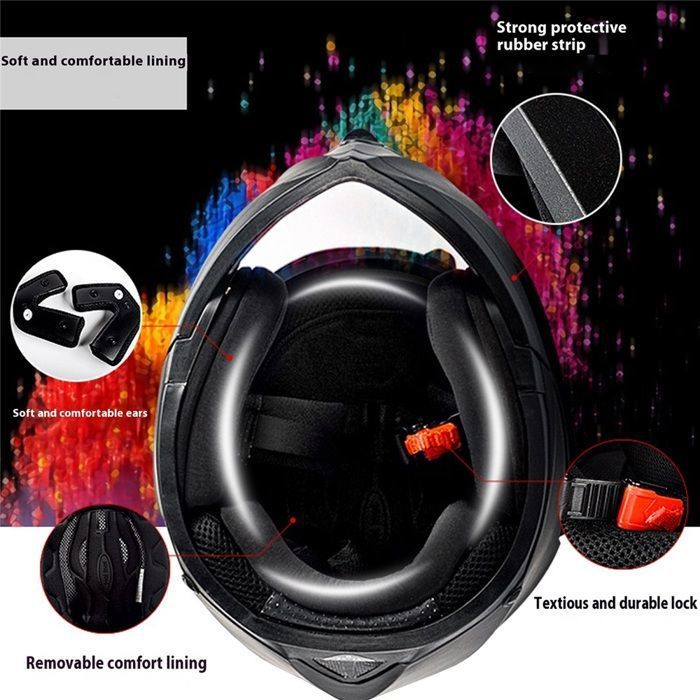 Soft and comfortable lining
Strong protective
rubber strip
Soft and comfortable ears
Textious and durable lock
Removable comfort lining